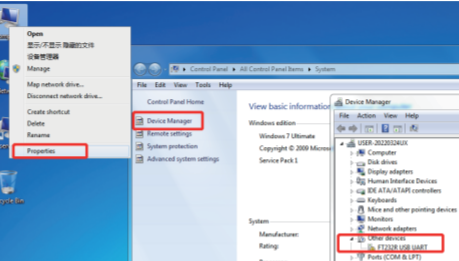 Open
显示/不显示 隐藏的文件
设备管理器
Manage
Map network drive...
Disconnect network drive...
Create shortcut
Delete
Rename
Properties
Control Panel
All Control Panel Items
System
File Edit View Tools Help
Control Panel Home
Device Manager
Remote settings
System protection
Advanced system settings
View basic information
Windows edition
Windows 7 Ultimate
Copyright © 2009 Microso
Service Pack 1
System
Manufacturer:
Rating:
Device Manager
File Action View Help
Computer
Disk drives
Display adapters
Human Interface Devices
IDE ATA/ATAPI controllers
Keyboards
Mice and other pointing devices
Monitors
Network adapters
Other devices
FT232R USB UART
Ports (COM & LPT)